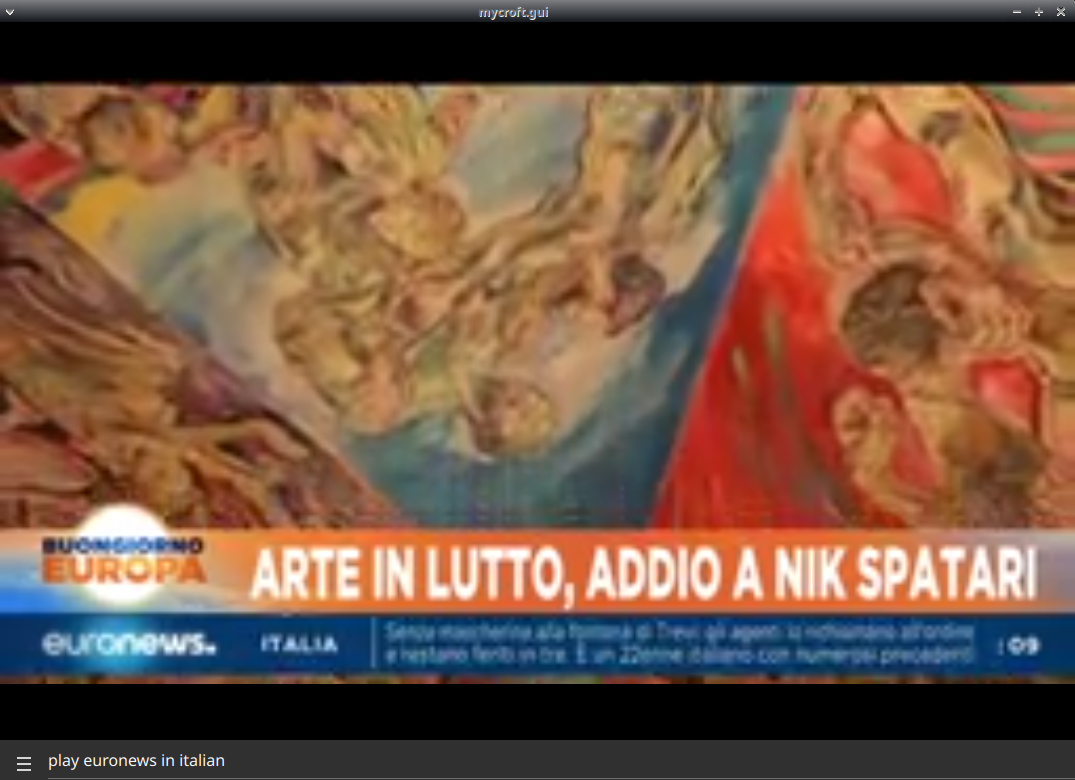 mycroft.gui
BUONGIORNO
EUROPA
ARTE IN LUTTO, ADDIO A NIK SPATARI
euronews.
ITALIA
Senza mascherina alla fontana di Trevi gli agenti lo richiamano all'ordine
e restano feriti in tre. È un 22enne italiano con numerosi precedenti
:09
play euronews in italian